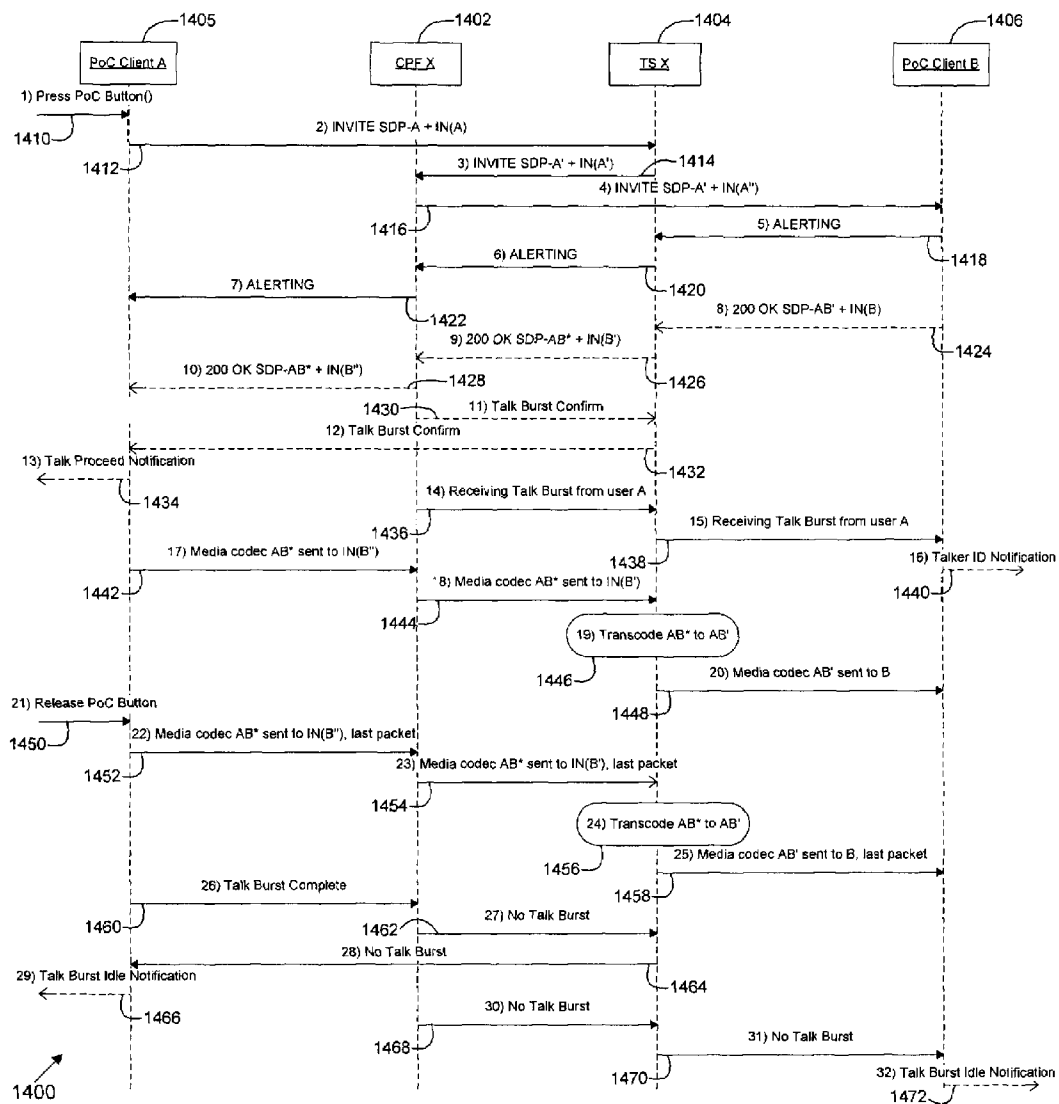 1405
1402
1404
1406
PoC Client A
CPF X
TS X
PoC Client B
1) Press PoC Button()
1410
2) INVITE SDP-A + IN(A)
1412
3) INVITE SDP-A' + IN(A')
1414
4) INVITE SDP-A' + IN(A")
1416
5) ALERTING
1418
6) ALERTING
1420
7) ALERTING
1422
8) 200 OK SDP-AB' + IN(B)
1424
9) 200 OK SDP-AB* + IN(B')
1426
10) 200 OK SDP-AB* + IN(B")
1428
1430
11) Talk Burst Confirm
12) Talk Burst Confirm
1432
13) Talk Proceed Notification
1434
14) Receiving Talk Burst from user A
1436
15) Receiving Talk Burst from user A
1438
16) Talker ID Notification
1440
17) Media codec AB* sent to IN(B")
1442
18) Media codec AB* sent to IN(B')
1444
19) Transcode AB* to AB'
1446
20) Media codec AB' sent to B
1448
21) Release PoC Button
1450
22) Media codec AB* sent to IN(B"), last packet
1452
23) Media codec AB* sent to IN(B'), last packet
1454
24) Transcode AB* to AB'
1456
25) Media codec AB' sent to B, last packet
1458
26) Talk Burst Complete
1460
1462
27) No Talk Burst
28) No Talk Burst
1464
29) Talk Burst Idle Notification
1466
30) No Talk Burst
1468
31) No Talk Burst
1470
32) Talk Burst Idle Notification
1472
1400